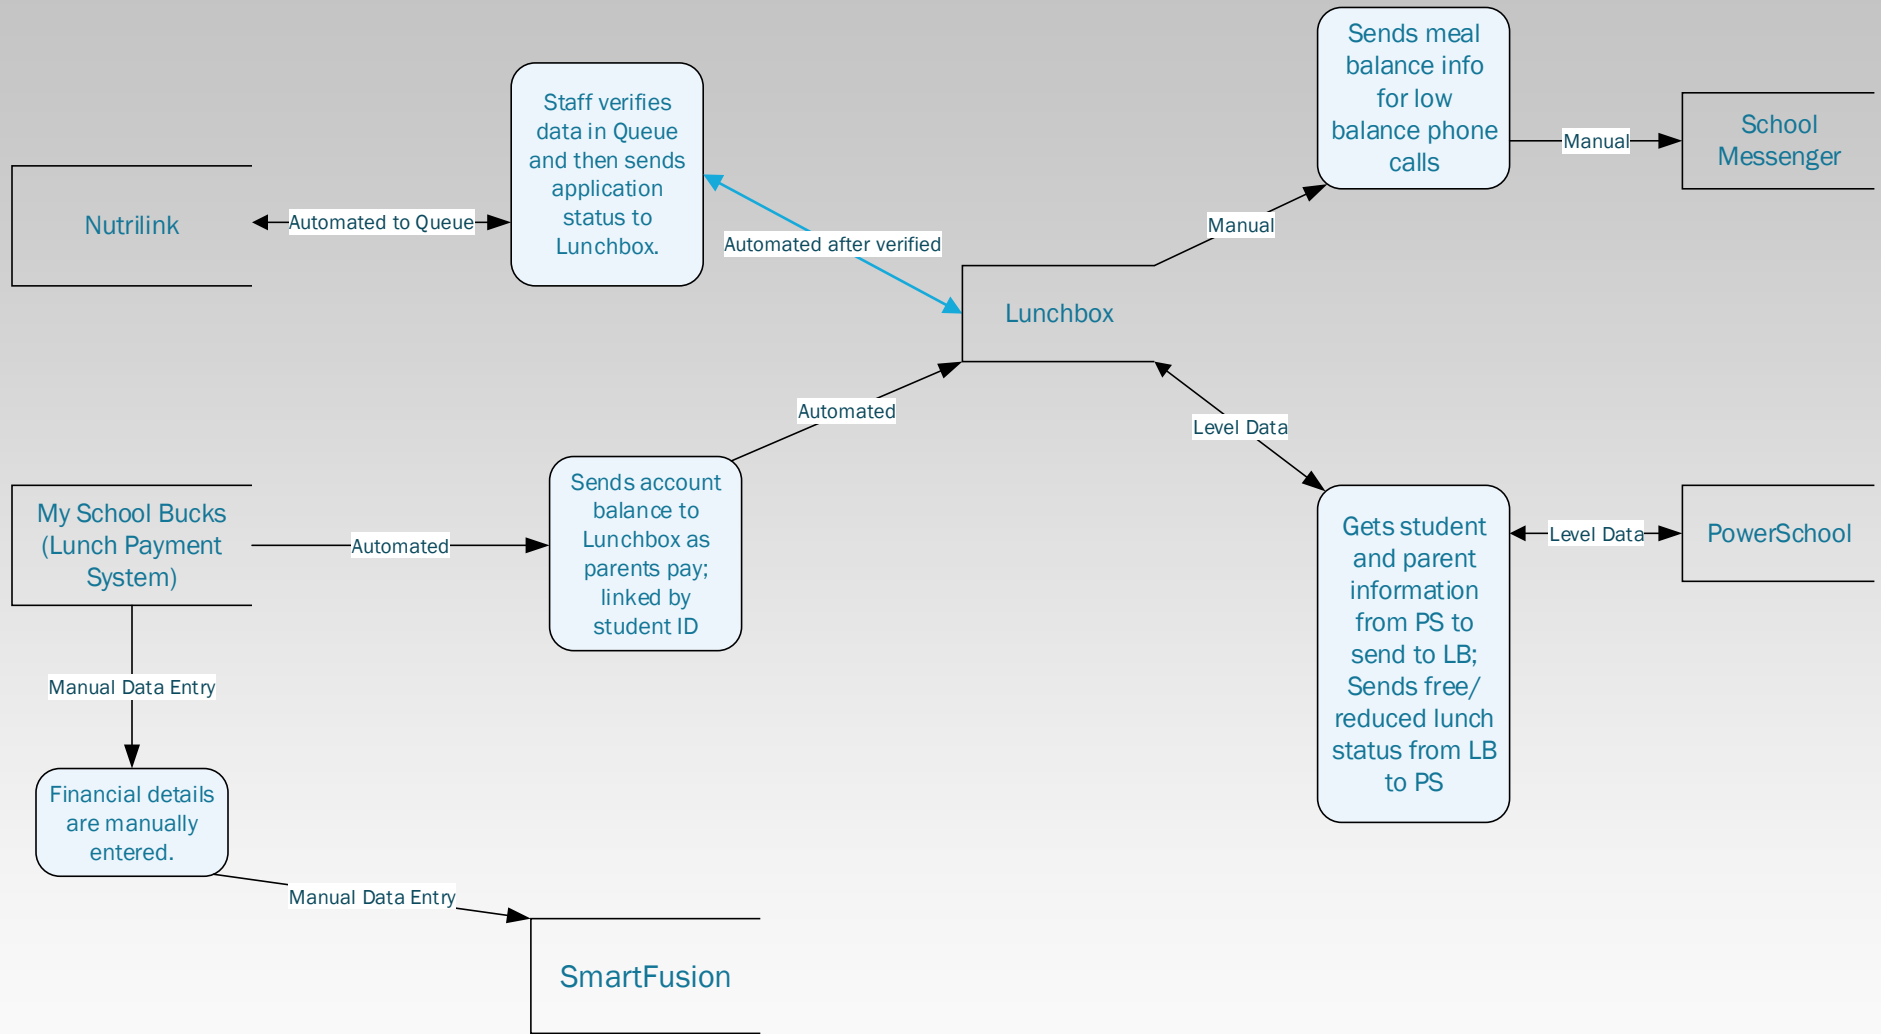 Sends meal
balance info
for low
balance phone
calls
Manual
School
Messenger
Staff verifies
data in Queue
and then sends
application
status to
Lunchbox.
Nutrilink
Automated to Queue
Automated after verified
Manual
Lunchbox
Automated
Level Data
My School Bucks
(Lunch Payment
System)
Automated
Sends account
balance to
Lunchbox as
parents pay;
linked by
student ID
Gets student
and parent
information
from PS to
send to LB;
Sends free/
reduced lunch
status from LB
to PS
Level Data
PowerSchool
Manual Data Entry
Financial details
are manually
entered.
Manual Data Entry
SmartFusion